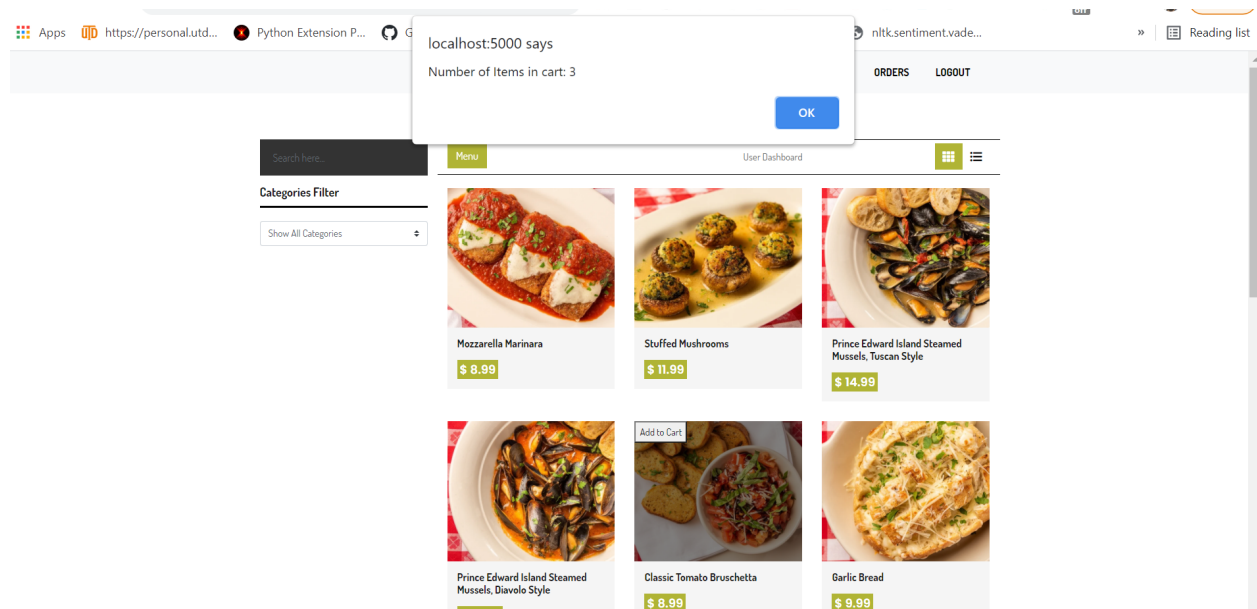 Apps
https://personal.utd...
Python Extension P...
nltk.sentiment.vade...
»
Reading list
localhost:5000 says
Number of Items in cart: 3
OK
ORDERS
LOGOUT
Search here...
Menu
User Dashboard
Categories Filter
Show All Categories
Mozzarella Marinara
$ 8.99
Stuffed Mushrooms
$ 11.99
Prince Edward Island Steamed
Mussels, Tuscan Style
$ 14.99
Add to Cart
Prince Edward Island Steamed
Mussels, Diavolo Style
Classic Tomato Bruschetta
$ 8.99
Garlic Bread
$ 9.99